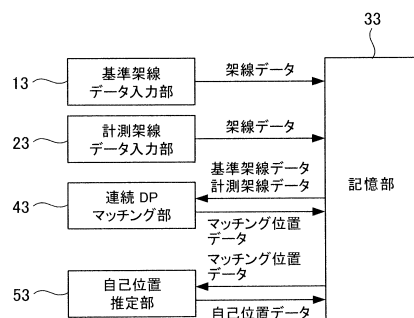 33
13
基準架線
データ入力部
架線データ
23
計測架線
データ入力部
架線データ
記憶部
43
連続 DP
マッチング部
基準架線データ
計測架線データ
マッチング位置
データ
53
自己位置
推定部
マッチング位置
データ
自己位置データ